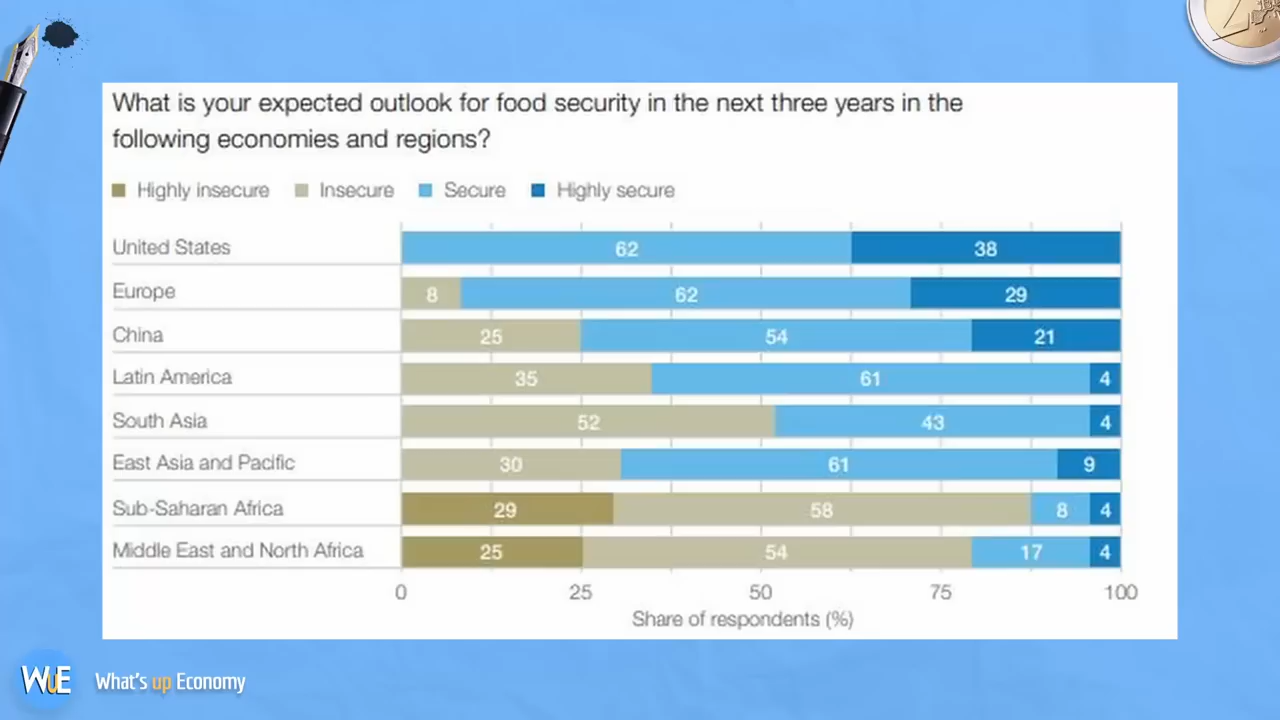 What is your expected outlook for food security in the next three years in the
following economies and regions?
Highly insecure Insecure Secure Highly secure
United States 62 38
Europe 8 62 29
China 25 54 21
Latin America 35 61 4
South Asia 52 43 4
East Asia and Pacific 30 61 9
Sub-Saharan Africa 29 58 8 4
Middle East and North Africa 25 54 17 4
0 25 50 75 100
Share of respondents (%)
WuE What's up Economy